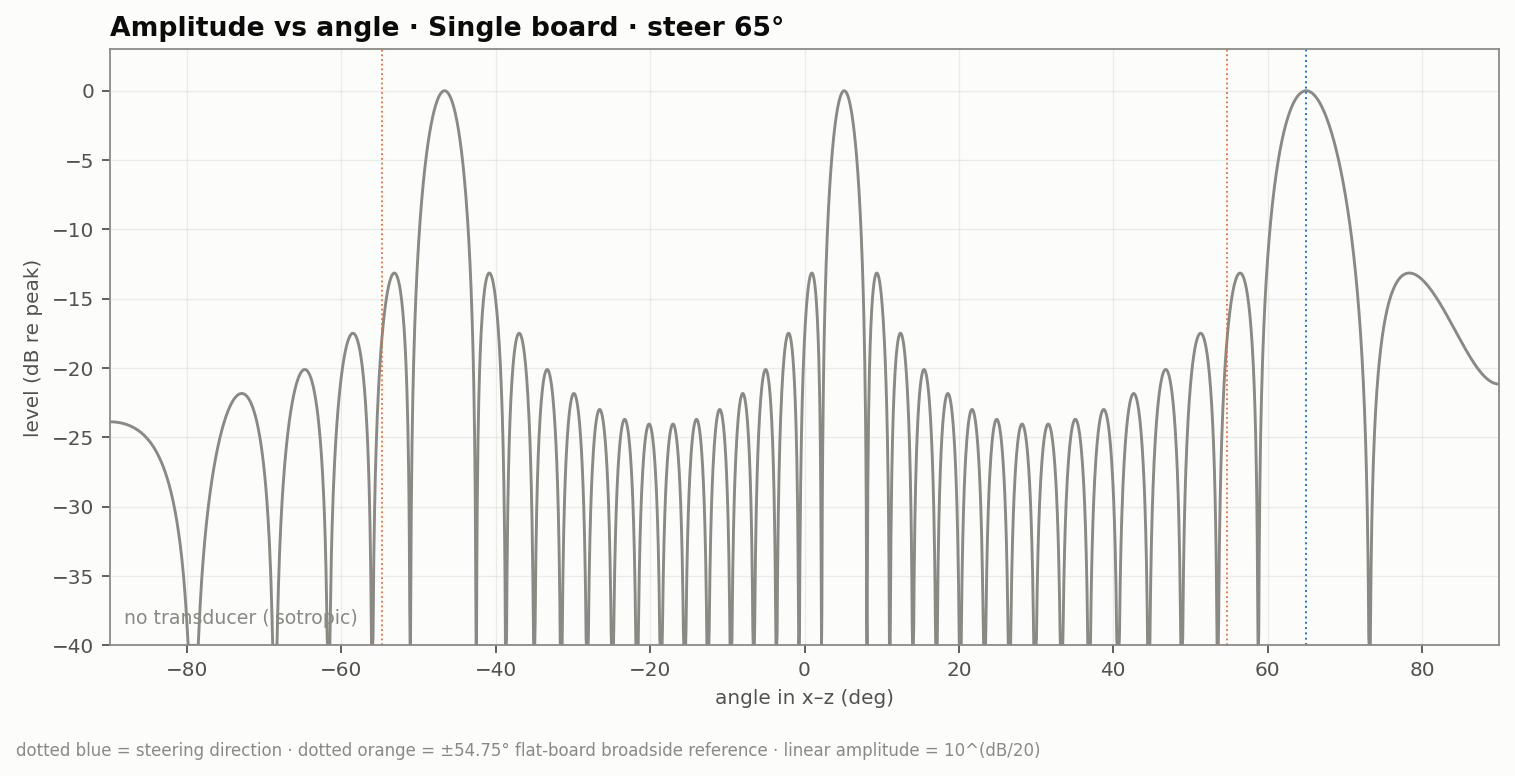 Amplitude vs angle · Single board · steer 65°
level (dB re peak)
0
−5
−10
−15
−20
−25
−30
−35
−40
no transducer (isotropic)
−80 −60 −40 −20 0 20 40 60 80
angle in x–z (deg)
dotted blue = steering direction · dotted orange = ±54.75° flat-board broadside reference · linear amplitude = 10^(dB/20)